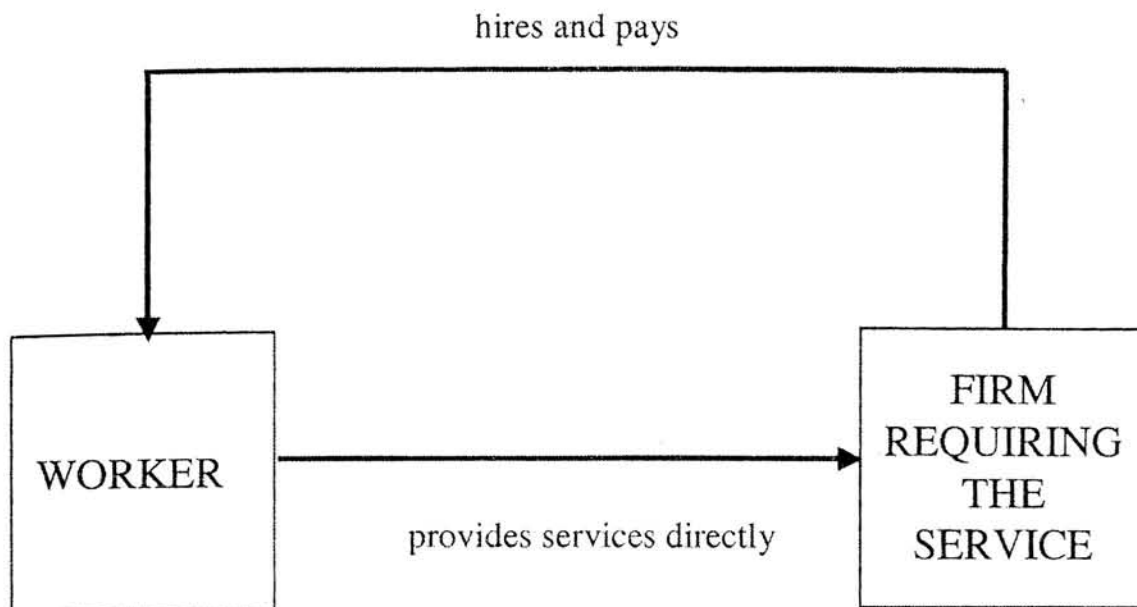 hires and pays
WORKER
FIRM
REQUIRING
THE
SERVICE
provides services directly